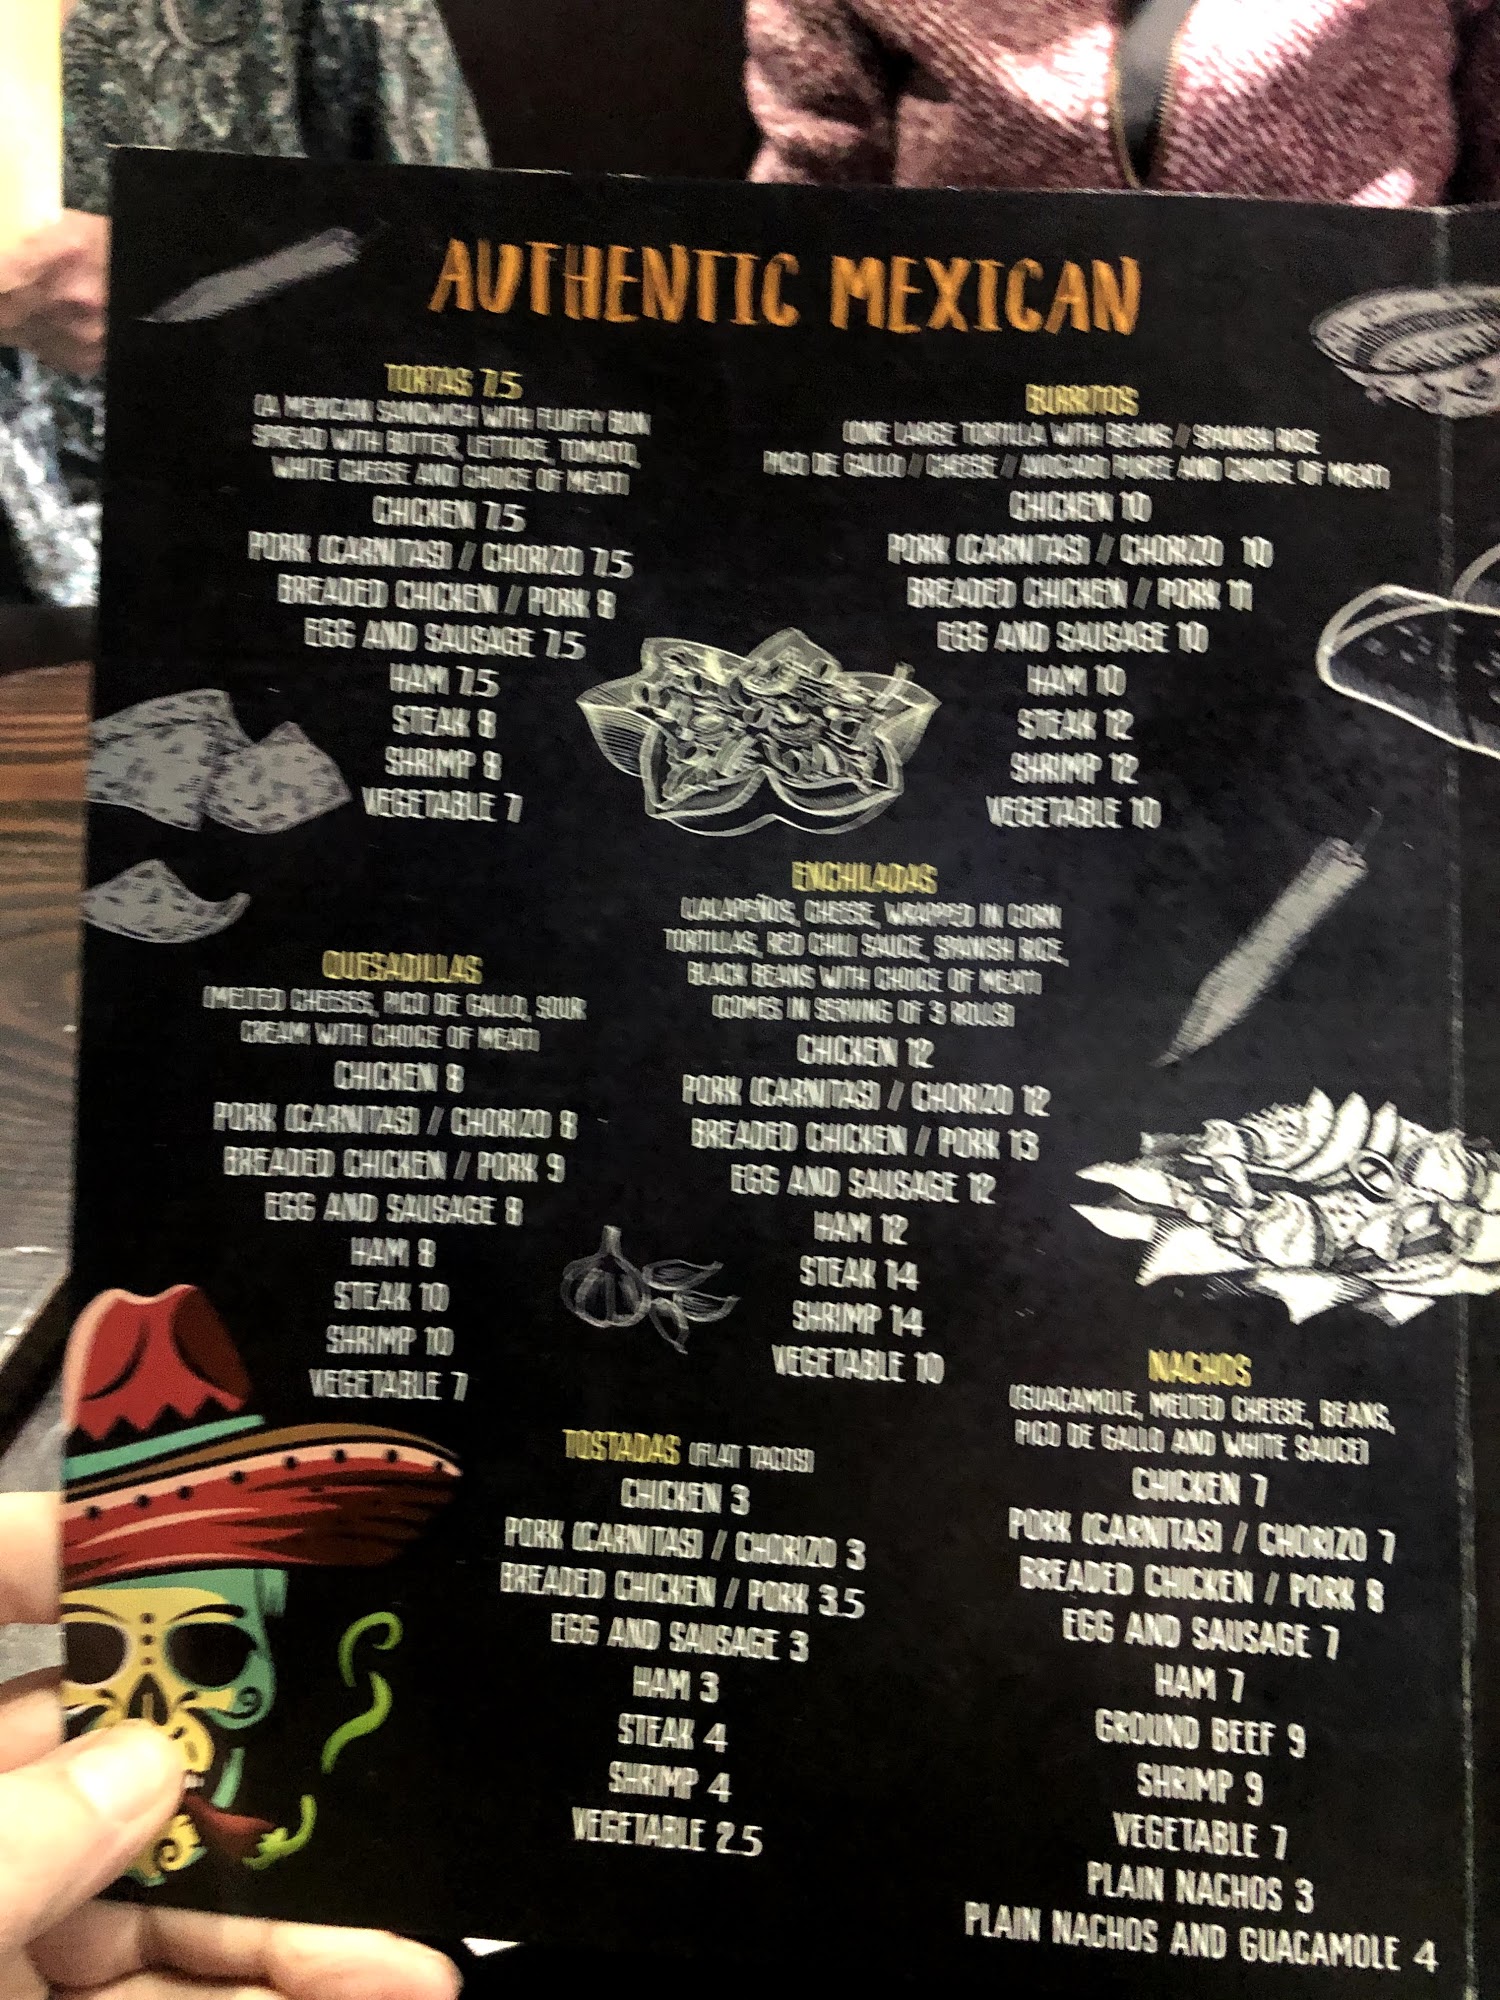 AUTHENTIC MEXICAN
TORTAS 7.5
(A MEXICAN SANDWICH WITH FLUFFY BUN
SPREAD WITH BUTTER, LETTUCE, TOMATO,
WHITE CHEESE AND CHOICE OF MEAT)
CHICKEN 7.5
PORK (CARNITAS) / CHORIZO 7.5
BREADED CHICKEN / PORK 8
EGG AND SAUSAGE 7.5
HAM 7.5
STEAK 8
SHRIMP 8
VEGETABLE 7
BURRITOS
(ONE LARGE TORTILLA WITH BEANS / SPANISH RICE
PICO DE GALLO / CHEESE / AVOCADO PUREE AND CHOICE OF MEAT)
CHICKEN 10
PORK (CARNITAS) / CHORIZO 10
BREADED CHICKEN / PORK 11
EGG AND SAUSAGE 10
HAM 10
STEAK 12
SHRIMP 12
VEGETABLE 10
QUESADILLAS
(MELTED CHEESES, PICO DE GALLO, SOUR
CREAM WITH CHOICE OF MEAT)
CHICKEN 8
PORK (CARNITAS) / CHORIZO 8
BREADED CHICKEN / PORK 9
EGG AND SAUSAGE 8
HAM 8
STEAK 10
SHRIMP 10
VEGETABLE 7
ENCHILADAS
(JALAPEÑOS, CHEESE, WRAPPED IN CORN
TORTILLAS, RED CHILI SAUCE, SPANISH RICE,
BLACK BEANS WITH CHOICE OF MEAT)
(COMES IN SERVING OF 3 ROLLS)
CHICKEN 12
PORK (CARNITAS) / CHORIZO 12
BREADED CHICKEN / PORK 13
EGG AND SAUSAGE 12
HAM 12
STEAK 14
SHRIMP 14
VEGETABLE 10
TOSTADAS (FLAT TACOS)
CHICKEN 3
PORK (CARNITAS) / CHORIZO 3
BREADED CHICKEN / PORK 3.5
EGG AND SAUSAGE 3
HAM 3
STEAK 4
SHRIMP 4
VEGETABLE 2.5
NACHOS
(GUACAMOLE, MELTED CHEESE, BEANS,
PICO DE GALLO AND WHITE SAUCE)
CHICKEN 7
PORK (CARNITAS) / CHORIZO 7
BREADED CHICKEN / PORK 8
EGG AND SAUSAGE 7
HAM 7
GROUND BEEF 9
SHRIMP 9
VEGETABLE 7
PLAIN NACHOS 3
PLAIN NACHOS AND GUACAMOLE 4